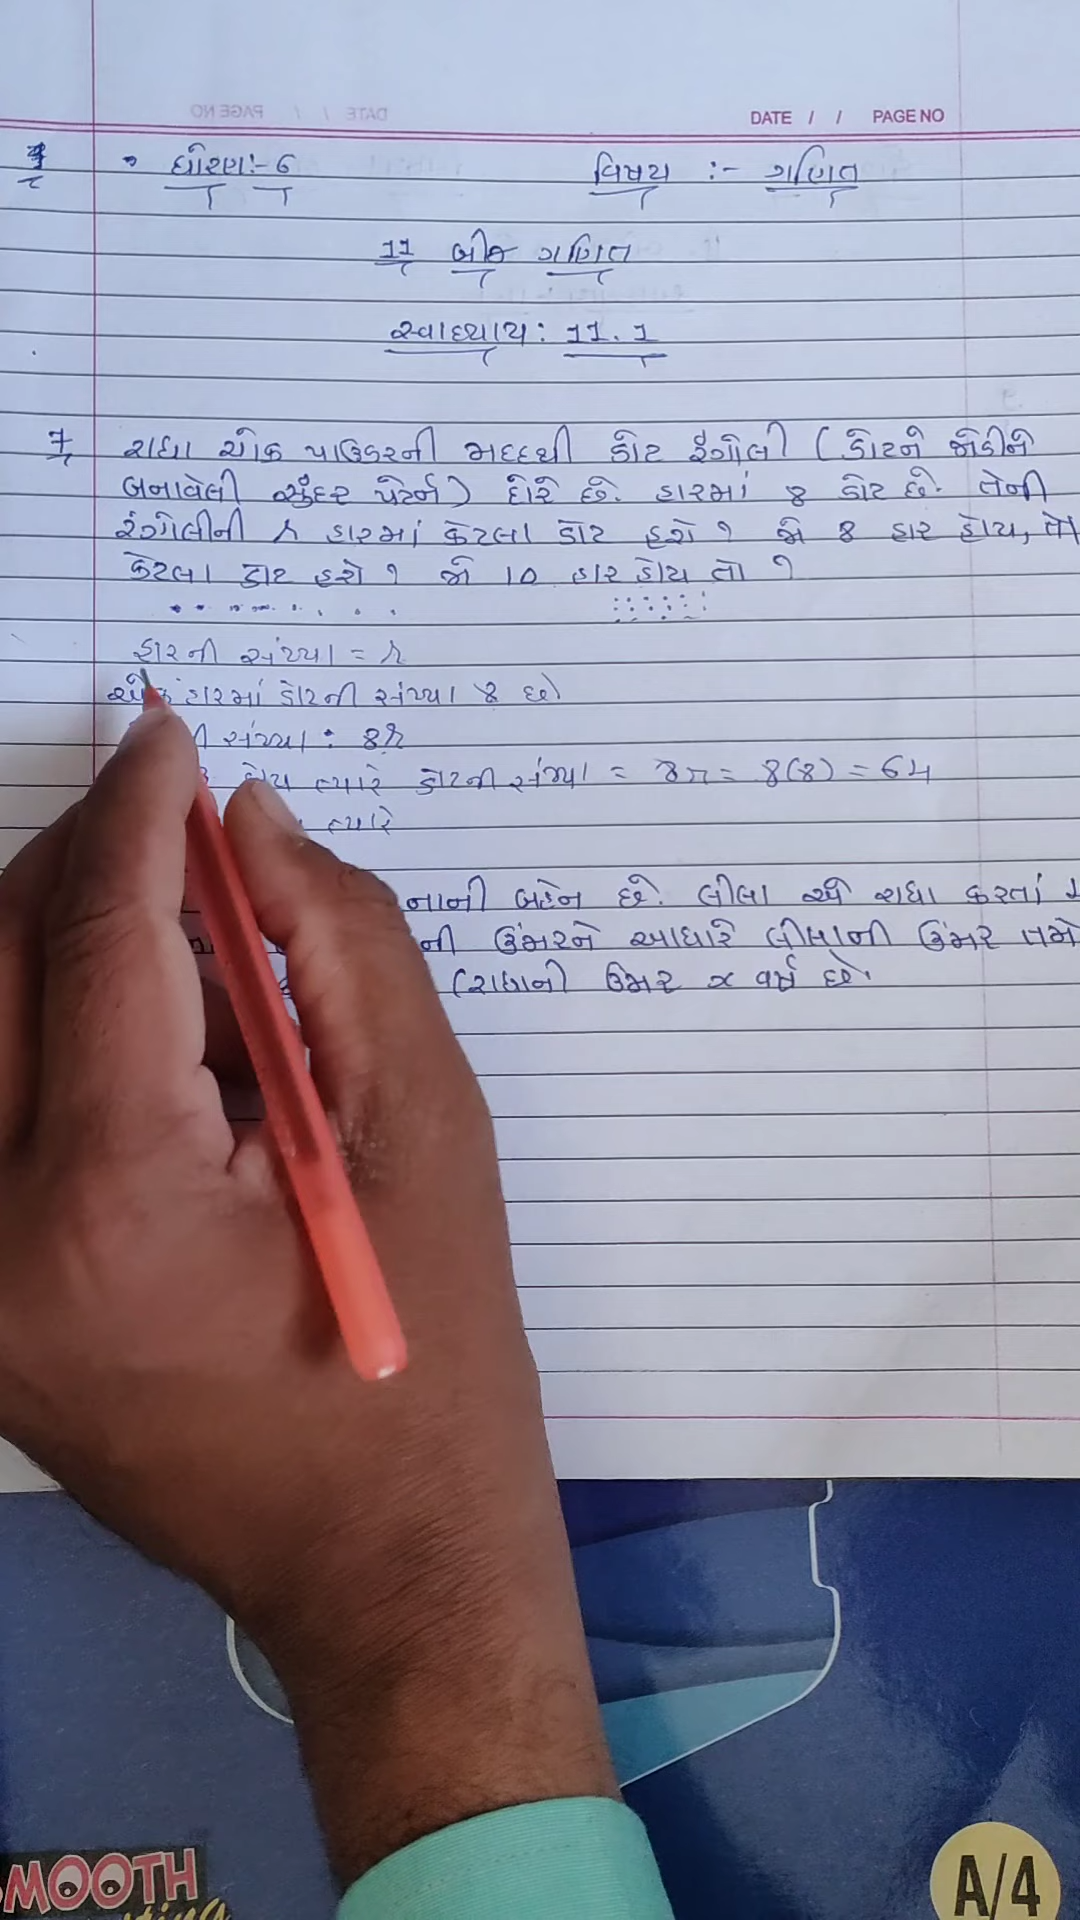 DATE / / PAGE NO
ધોરણ:- 6 વિષય :- ગણિત
11 બીજ ગણિત
સ્વાધ્યાય: 11.1
7 રાધા ચોક પાઉડરની મદદથી ડોટ રંગોલી (ડોટને જોડીને
બનાવેલી સુંદર પેટર્ન) દોરે છે. હારમાં 8 ડોટ છે. તેની
રંગોલીની r હારમાં કેટલા ડોટ હશે ? જો 8 હાર હોય, તો
કેટલા ડોટ હશે ? જો 10 હાર હોય તો ?
હારની સંખ્યા = r
એક હારમાં ડોટની સંખ્યા 8 છે
સંખ્યા : 8r
હોય ત્યારે ડોટની સંખ્યા = 8r = 8(8) = 64
ત્યારે
નાની બહેન છે. લીલા એ રાધા કરતાં
ની ઉંમરને આધારે લીલાની ઉંમર તમે
(રાધાની ઉંમર x વર્ષ છે.
MOOTH
A/4